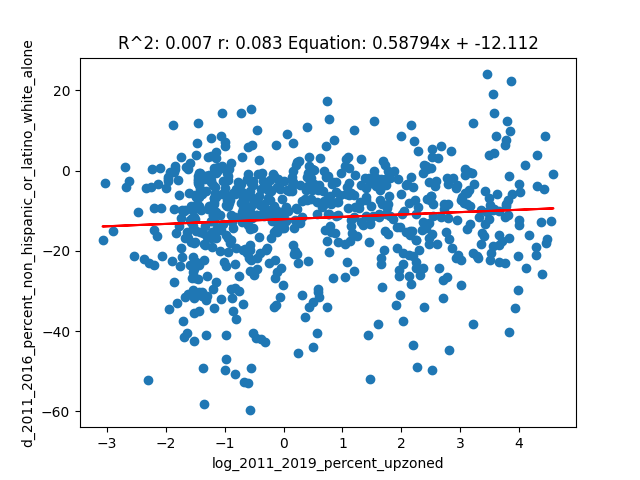 R^2: 0.007 r: 0.083 Equation: 0.58794x + -12.112
d_2011_2016_percent_non_hispanic_or_latino_white_alone
20
0
−20
−40
−60
−3 −2 −1 0 1 2 3 4
log_2011_2019_percent_upzoned